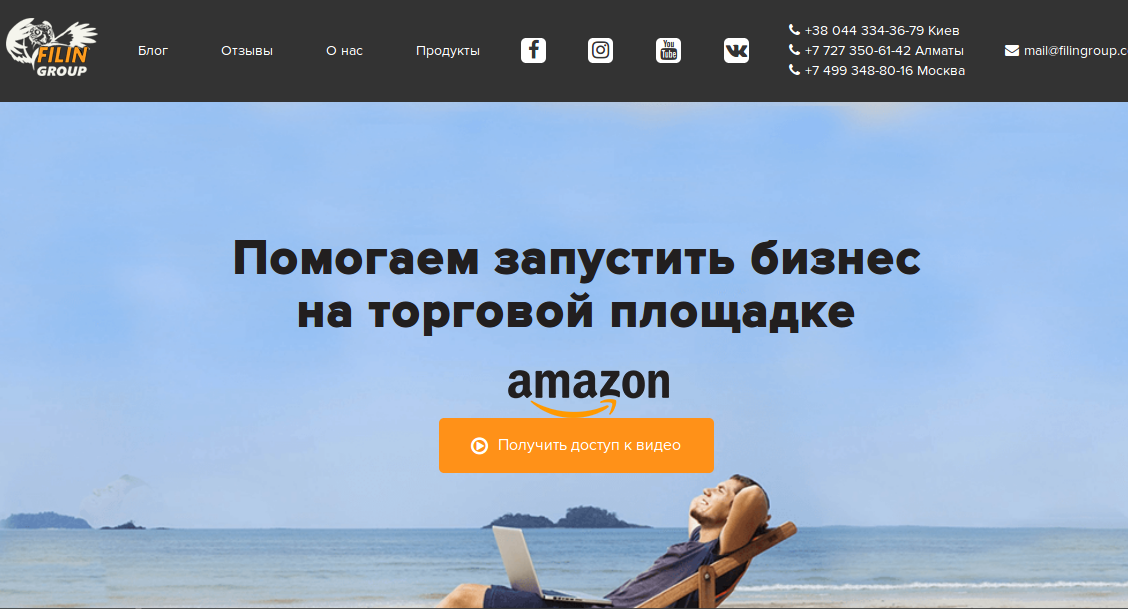 FILIN
GROUP
Блог
Отзывы
О нас
Продукты
You
Tube
+38 044 334-36-79 Киев
+7 727 350-61-42 Алматы
+7 499 348-80-16 Москва
mail@filingroup.c
Помогаем запустить бизнес
на торговой площадке
amazon
Получить доступ к видео